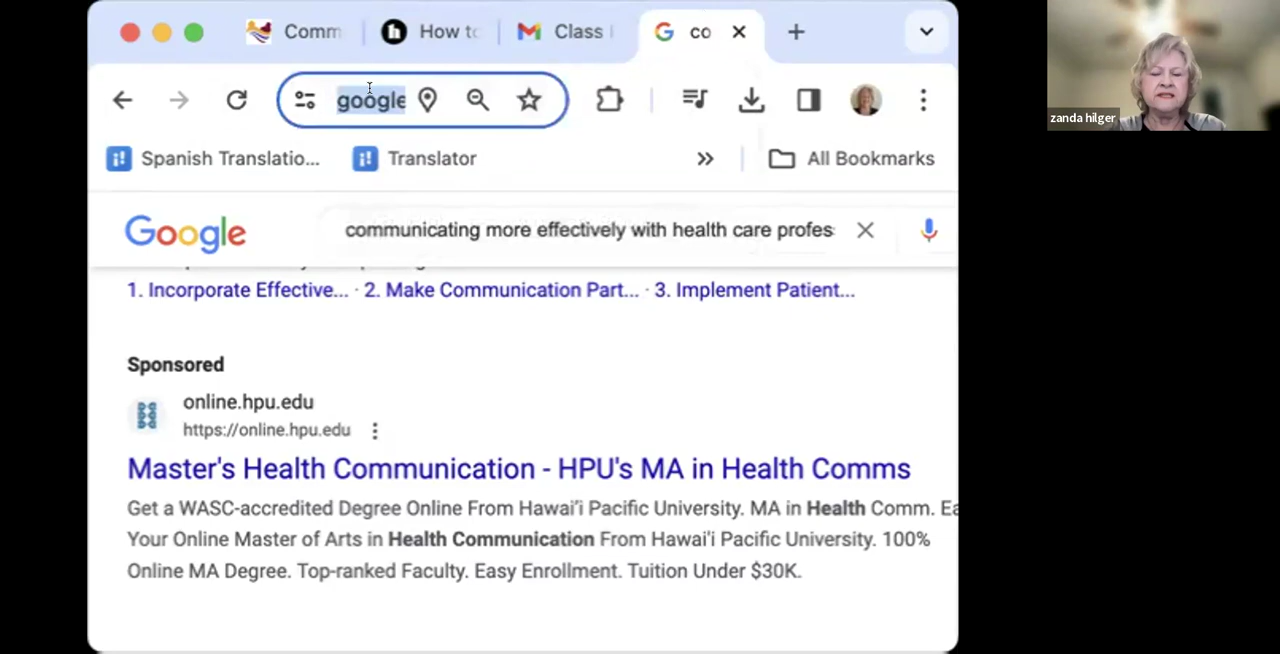 Comm
How to
Class
co
google
Spanish Translatio...
Translator
All Bookmarks
Google
communicating more effectively with health care profes
1. Incorporate Effective... · 2. Make Communication Part... · 3. Implement Patient...
Sponsored
online.hpu.edu
https://online.hpu.edu
Master's Health Communication - HPU's MA in Health Comms
Get a WASC-accredited Degree Online From Hawai'i Pacific University. MA in Health Comm. Ea
Your Online Master of Arts in Health Communication From Hawai'i Pacific University. 100%
Online MA Degree. Top-ranked Faculty. Easy Enrollment. Tuition Under $30K.
zanda hilger